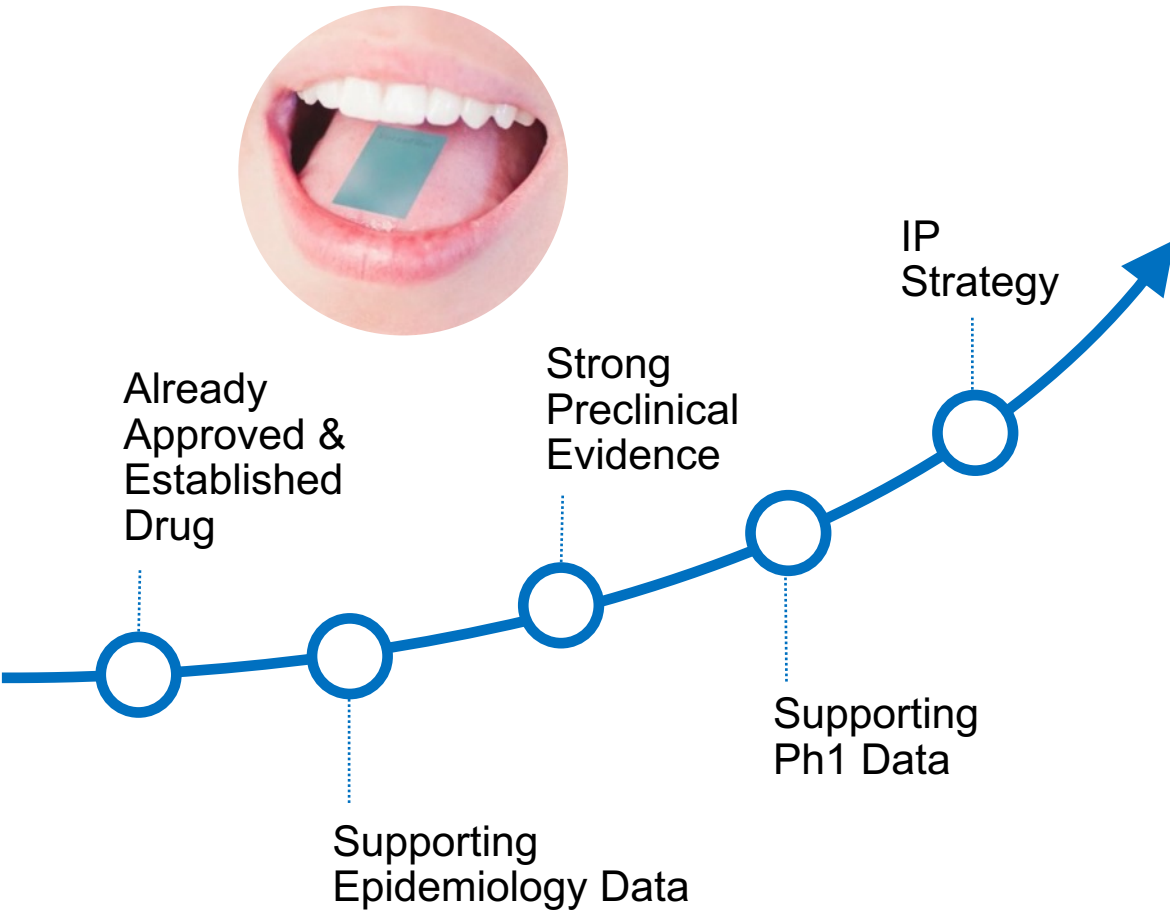 IP
Strategy
Strong
Preclinical
Evidence
Already
Approved &
Established
Drug
Supporting
Ph1 Data
Supporting
Epidemiology Data